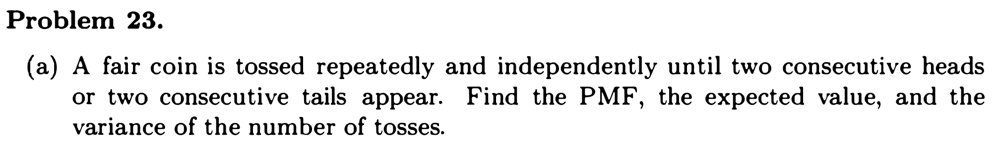 Problem 23.
(a) A fair coin is tossed repeatedly and independently until two consecutive heads
or two consecutive tails appear. Find the PMF, the expected value, and the
variance of the number of tosses.